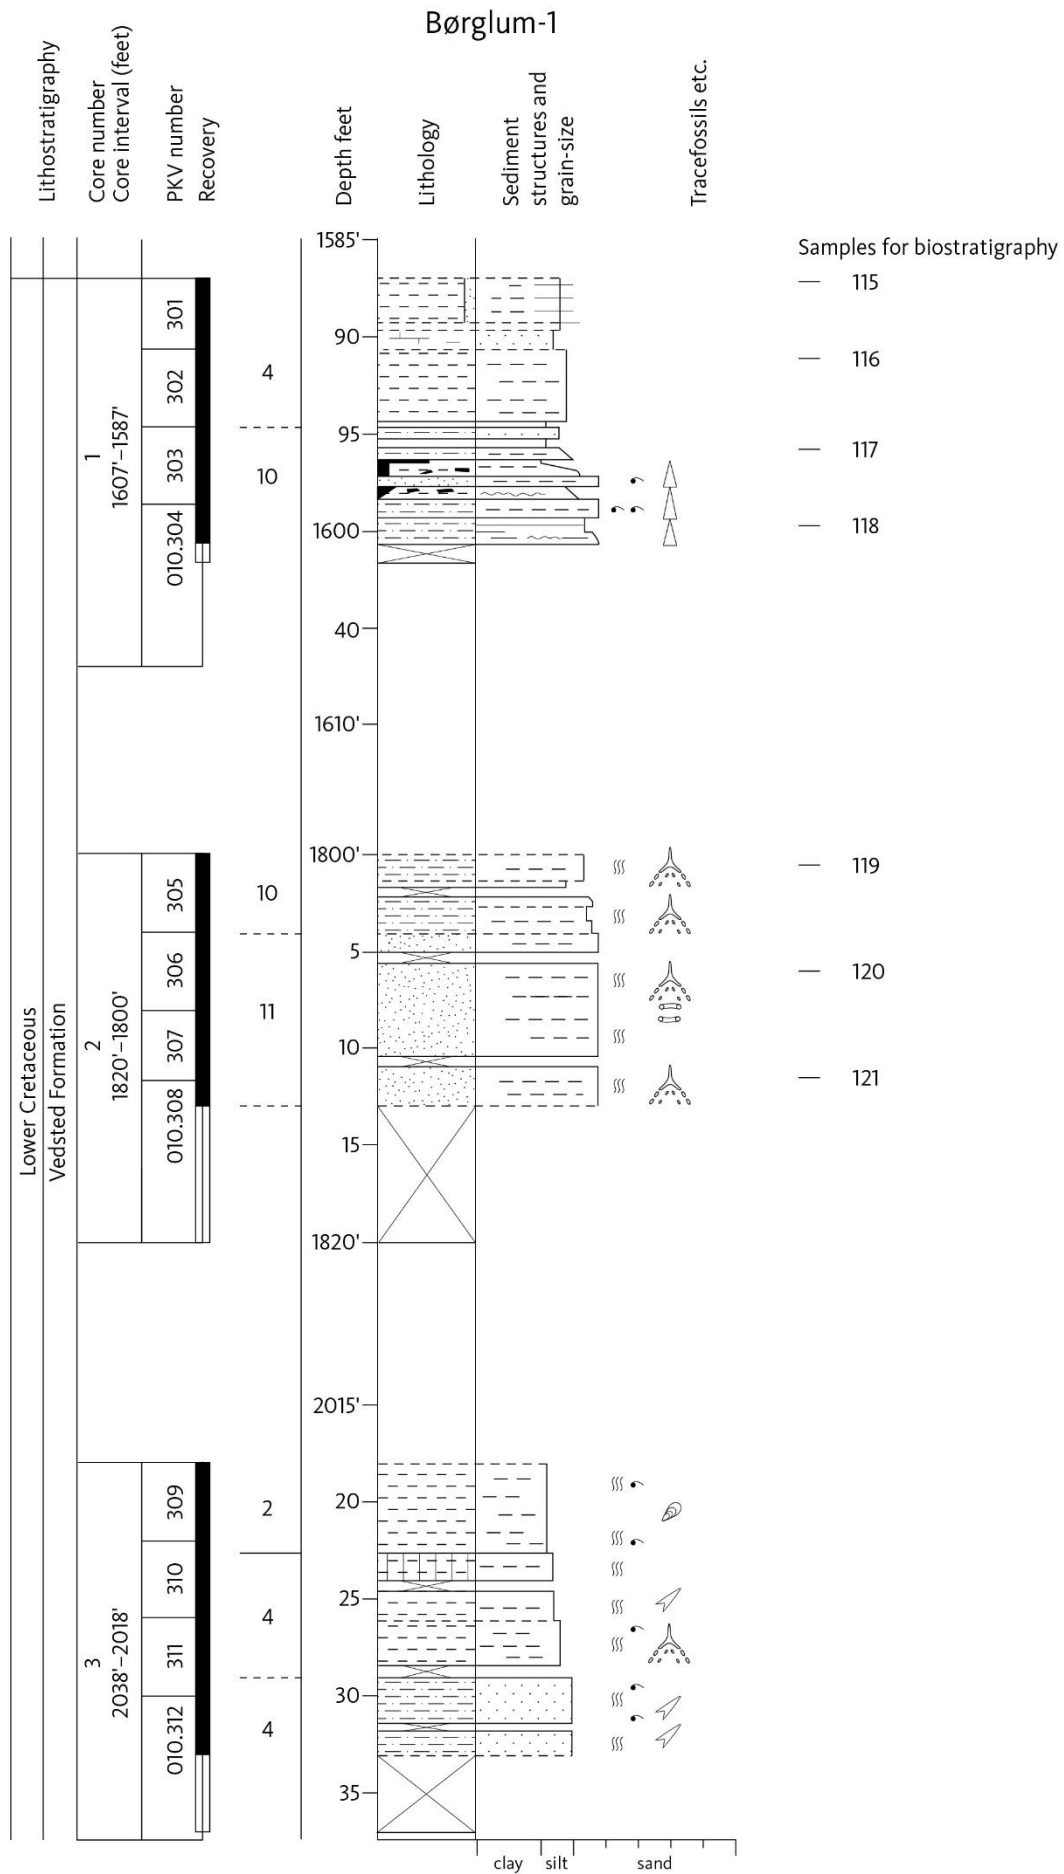 Børglum-1
Lithostratigraphy
Core number
Core interval (feet)
PKV number
Recovery
Depth feet
Lithology
Sediment
structures and
grain-size
Tracefossils etc.
Samples for biostratigraphy
1585'
115
301
90
116
302
4
1
1607'–1587'
95
117
303
10
010.304
1600
118
40
1610'
1800'
119
305
10
5
306
120
2
1820'–1800'
11
307
10
121
010.308
15
Lower Cretaceous
Vedsted Formation
1820'
2015'
309
20
2
310
25
4
311
3
2038'–2018'
30
010.312
4
35
clay
silt
sand